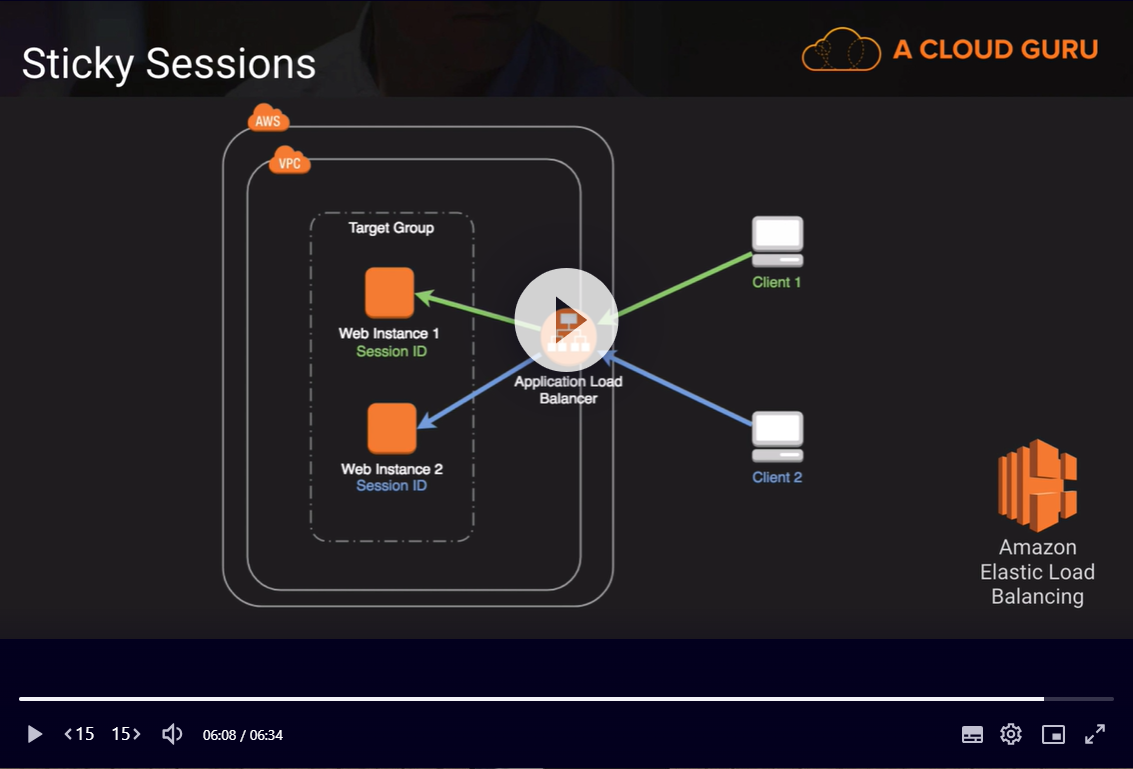 Sticky Sessions
A CLOUD GURU
AWS
VPC
Target Group
Web Instance 1
Session ID
Client 1
Application Load
Balancer
Web Instance 2
Session ID
Client 2
Amazon
Elastic Load
Balancing
15 15 06:08 / 06:34